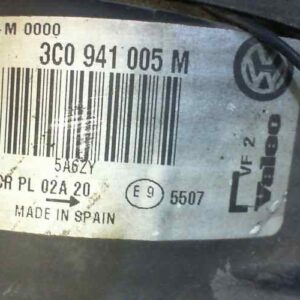 M 0000
3C0 941 005 M
5A6ZY
CR PL 02A 20
E 9 5507
MADE IN SPAIN
VF 2
Valeo